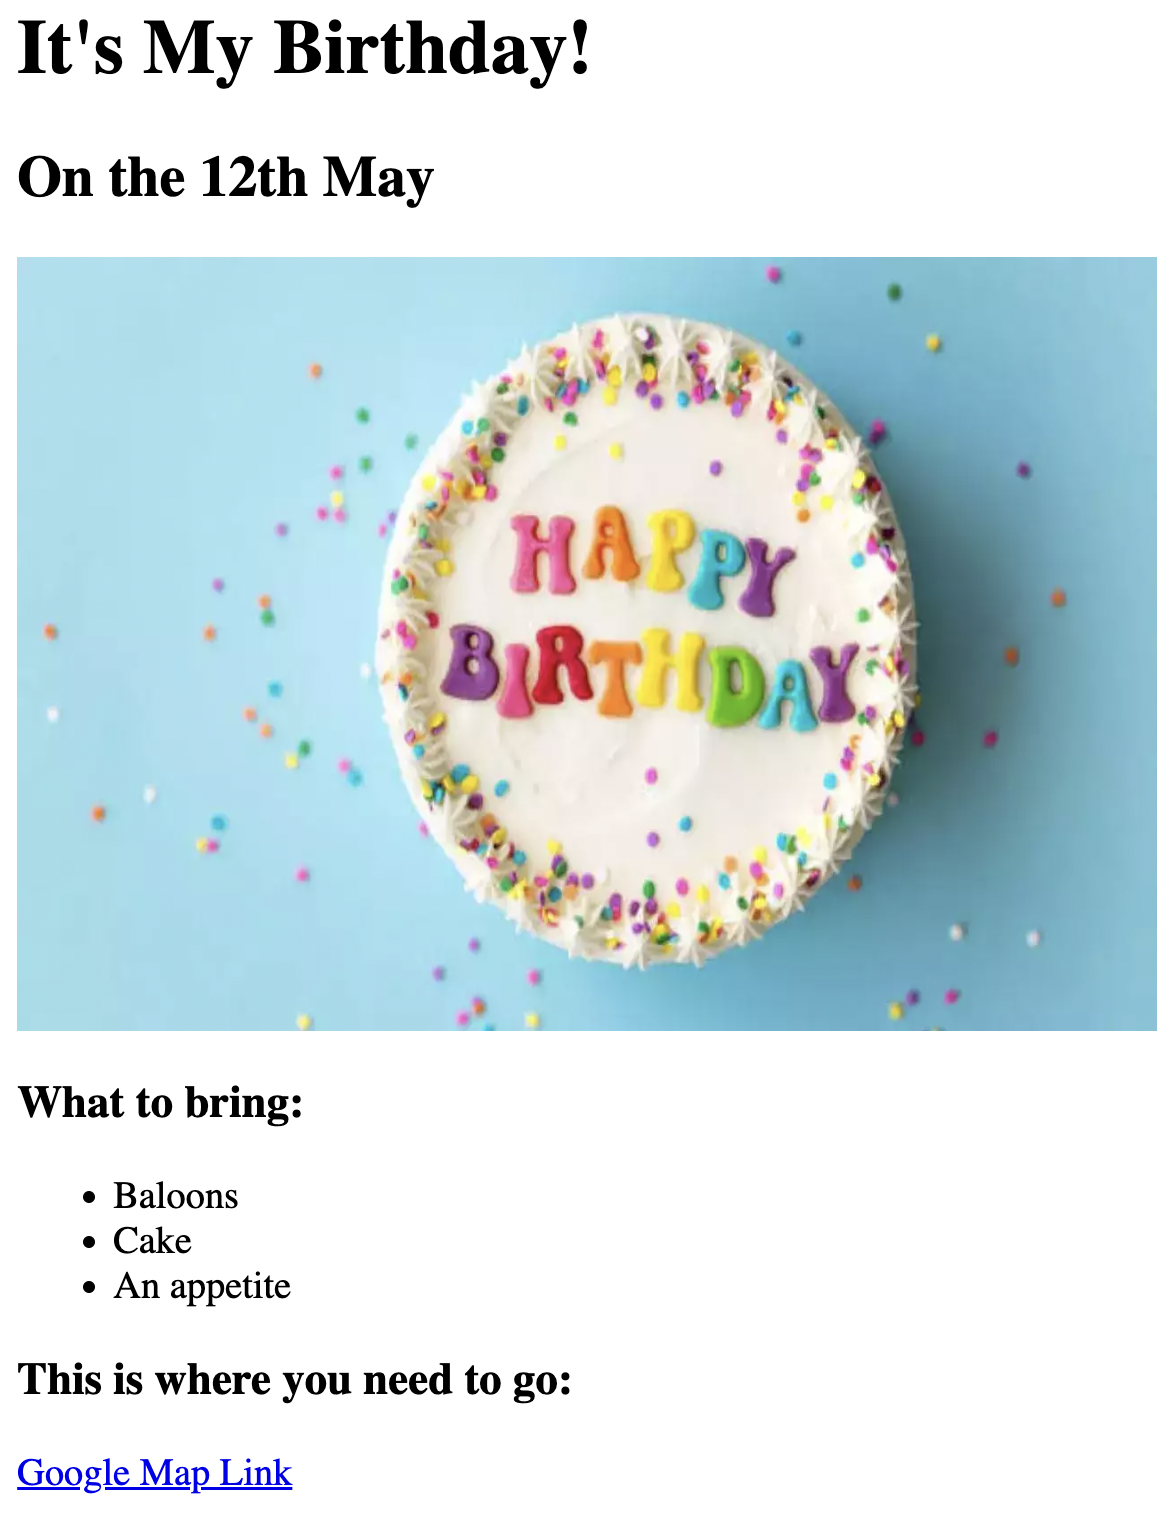 It's My Birthday!
On the 12th May
HAPPY
BIRTHDAY
What to bring:
Baloons
Cake
An appetite
This is where you need to go:
Google Map Link